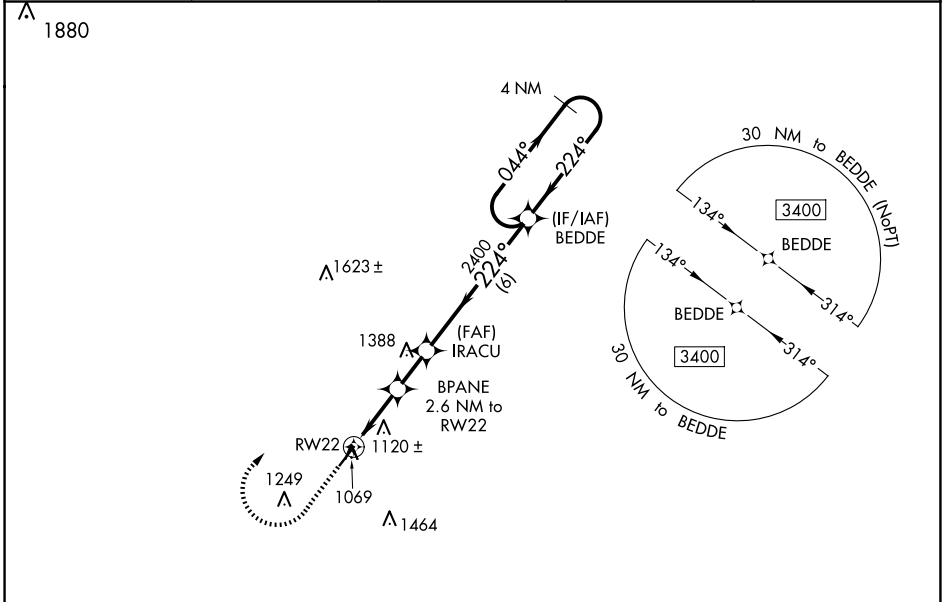 1880
4 NM
044°
224°
(IF/IAF)
BEDDE
2400
224°
(6)
1623 ±
(FAF)
IRACU
1388
BPANE
2.6 NM to
RW22
RW22
1120 ±
1249
1069
1464
30 NM to BEDDE (NoPT)
134°
3400
BEDDE
314°
134°
BEDDE
314°
3400
30 NM to BEDDE